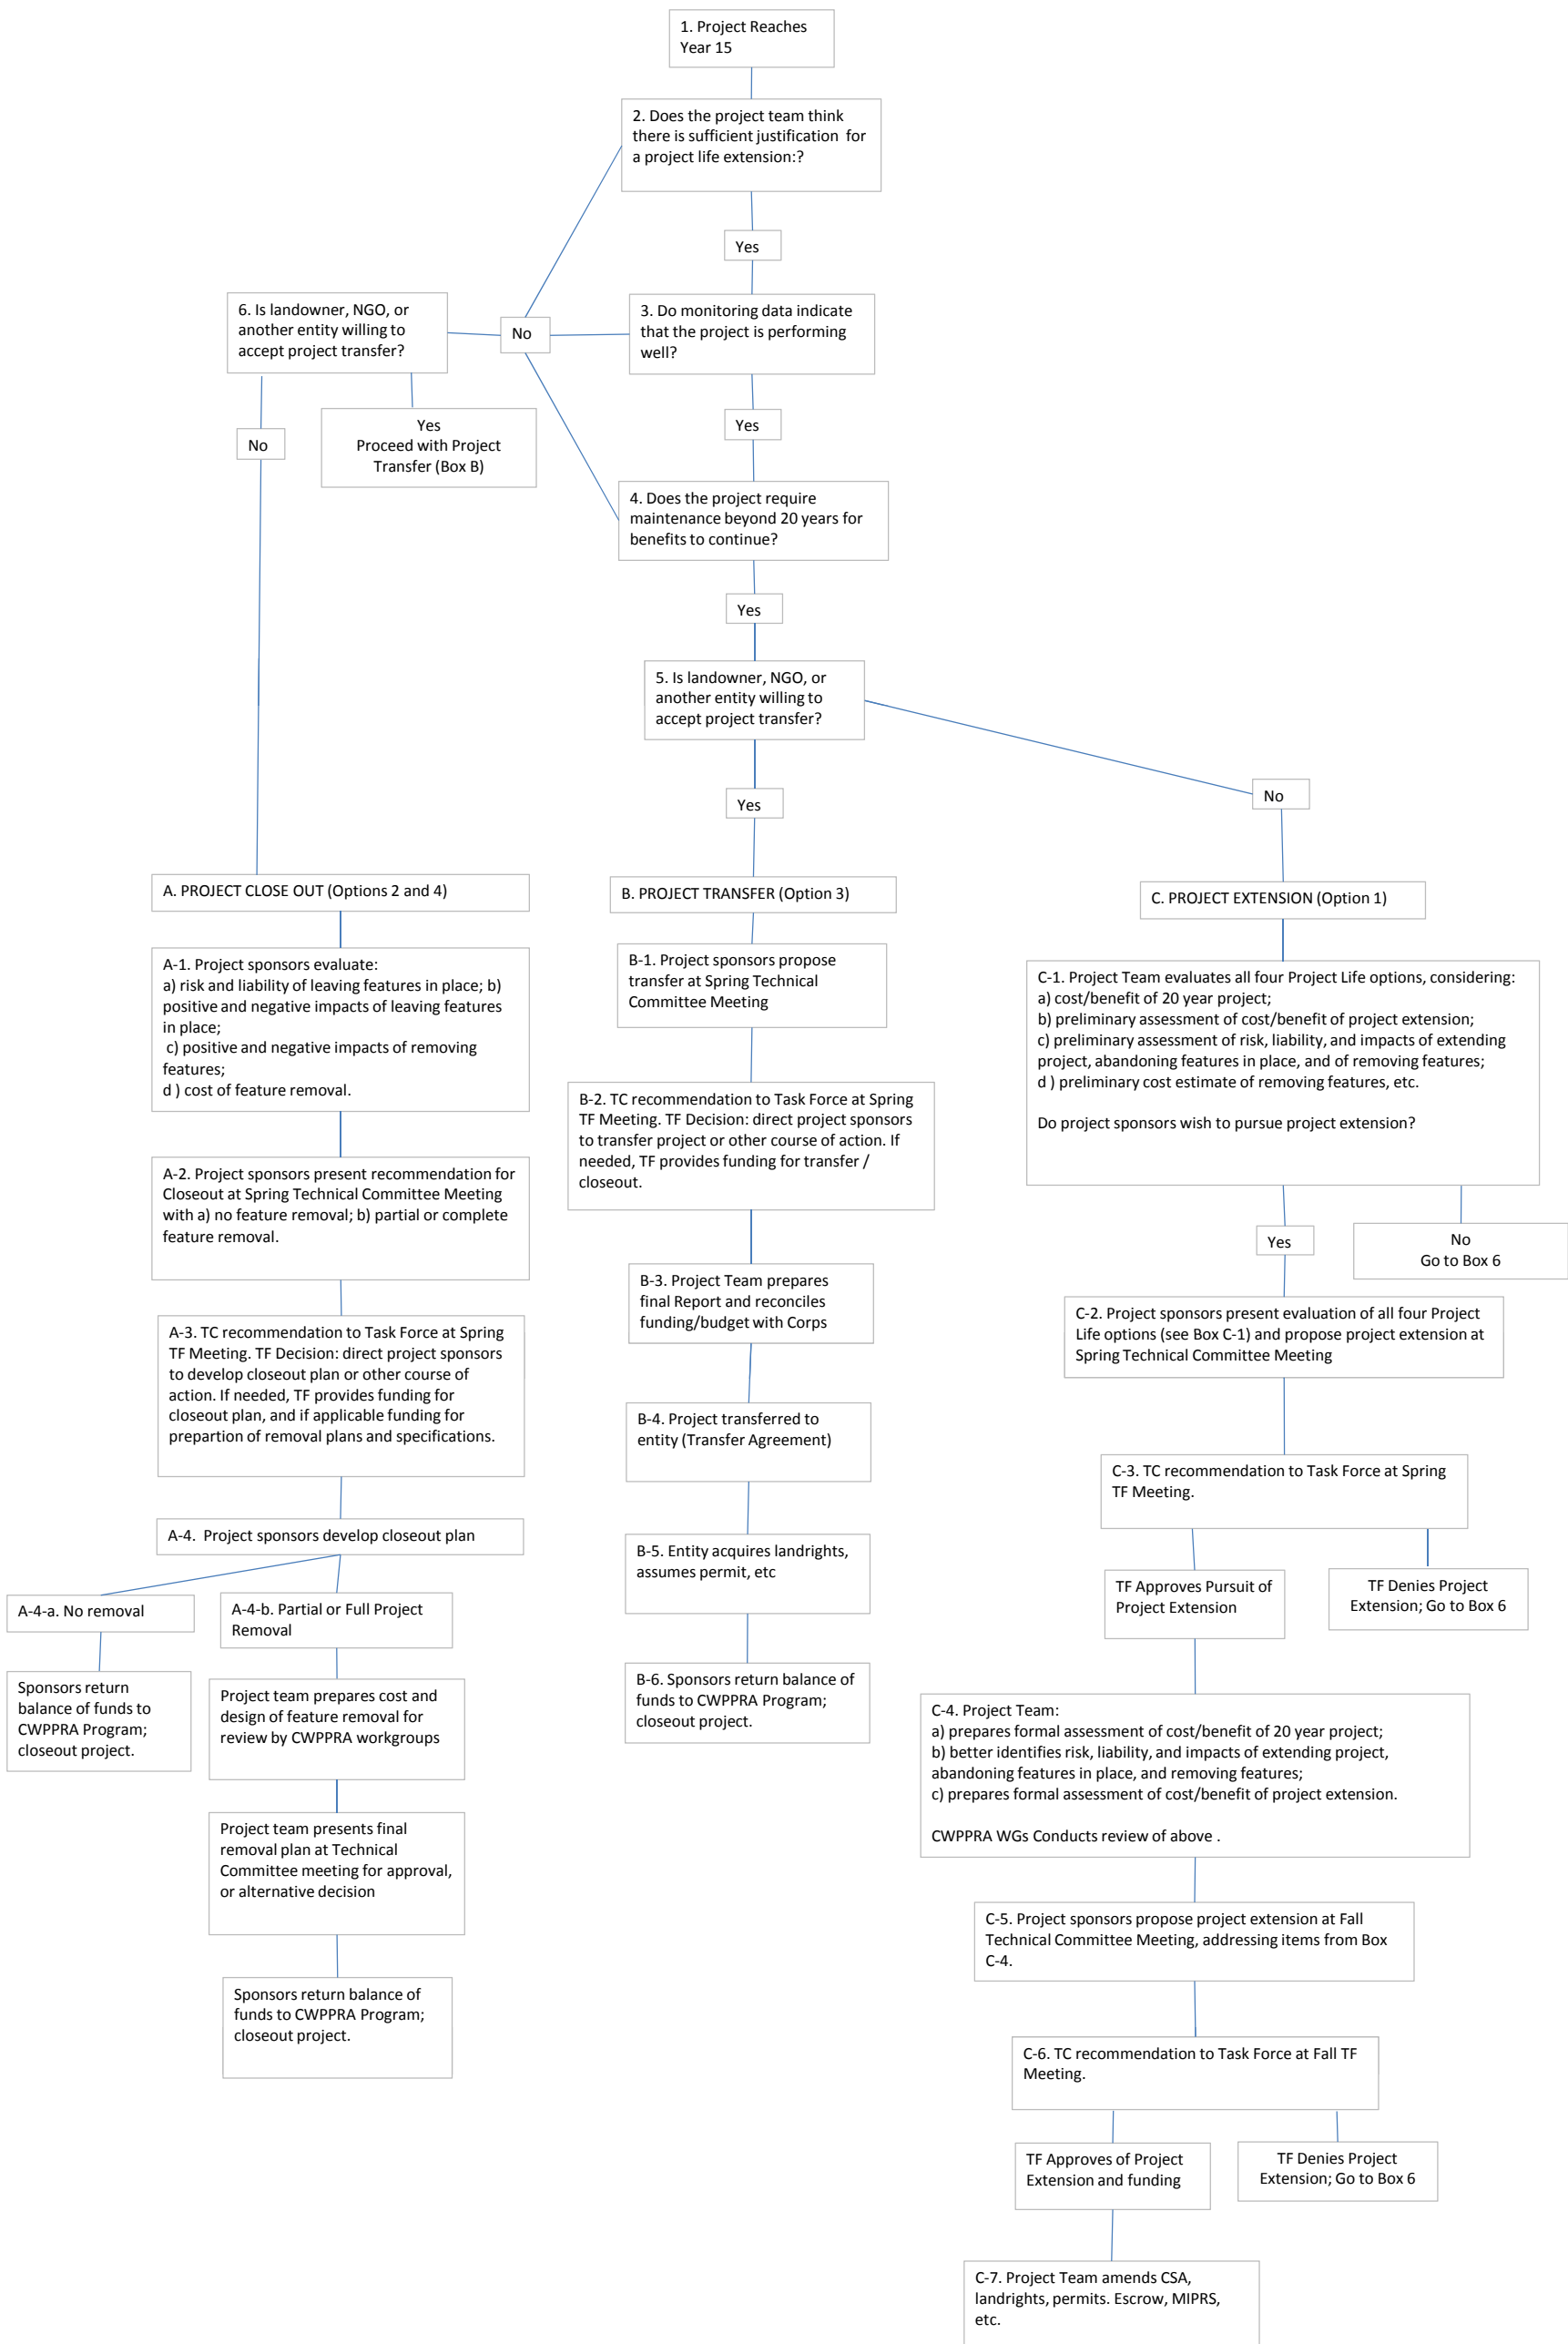 1. Project Reaches
Year 15
2. Does the project team think
there is sufficient justification for
a project life extension:?
Yes
6. Is landowner, NGO, or
another entity willing to
accept project transfer?
No
3. Do monitoring data indicate
that the project is performing
well?
No
Yes
Proceed with Project
Transfer (Box B)
Yes
4. Does the project require
maintenance beyond 20 years for
benefits to continue?
Yes
5. Is landowner, NGO, or
another entity willing to
accept project transfer?
Yes
No
A. PROJECT CLOSE OUT (Options 2 and 4)
A-1. Project sponsors evaluate:
a) risk and liability of leaving features in place; b)
positive and negative impacts of leaving features
in place;
c) positive and negative impacts of removing
features;
d ) cost of feature removal.
A-2. Project sponsors present recommendation for
Closeout at Spring Technical Committee Meeting
with a) no feature removal; b) partial or complete
feature removal.
A-3. TC recommendation to Task Force at Spring
TF Meeting. TF Decision: direct project sponsors
to develop closeout plan or other course of
action. If needed, TF provides funding for
closeout plan, and if applicable funding for
prepartion of removal plans and specifications.
A-4. Project sponsors develop closeout plan
A-4-a. No removal
Sponsors return
balance of funds to
CWPPRA Program;
closeout project.
A-4-b. Partial or Full Project
Removal
Project team prepares cost and
design of feature removal for
review by CWPPRA workgroups
Project team presents final
removal plan at Technical
Committee meeting for approval,
or alternative decision
Sponsors return balance of
funds to CWPPRA Program;
closeout project.
B. PROJECT TRANSFER (Option 3)
B-1. Project sponsors propose
transfer at Spring Technical
Committee Meeting
B-2. TC recommendation to Task Force at Spring
TF Meeting. TF Decision: direct project sponsors
to transfer project or other course of action. If
needed, TF provides funding for transfer /
closeout.
B-3. Project Team prepares
final Report and reconciles
funding/budget with Corps
B-4. Project transferred to
entity (Transfer Agreement)
B-5. Entity acquires landrights,
assumes permit, etc
B-6. Sponsors return balance of
funds to CWPPRA Program;
closeout project.
C. PROJECT EXTENSION (Option 1)
C-1. Project Team evaluates all four Project Life options, considering:
a) cost/benefit of 20 year project;
b) preliminary assessment of cost/benefit of project extension;
c) preliminary assessment of risk, liability, and impacts of extending
project, abandoning features in place, and of removing features;
d ) preliminary cost estimate of removing features, etc.
Do project sponsors wish to pursue project extension?
Yes
No
Go to Box 6
C-2. Project sponsors present evaluation of all four Project
Life options (see Box C-1) and propose project extension at
Spring Technical Committee Meeting
C-3. TC recommendation to Task Force at Spring
TF Meeting.
TF Approves Pursuit of
Project Extension
TF Denies Project
Extension; Go to Box 6
C-4. Project Team:
a) prepares formal assessment of cost/benefit of 20 year project;
b) better identifies risk, liability, and impacts of extending project,
abandoning features in place, and removing features;
c) prepares formal assessment of cost/benefit of project extension.
CWPPRA WGs Conducts review of above .
C-5. Project sponsors propose project extension at Fall
Technical Committee Meeting, addressing items from Box
C-4.
C-6. TC recommendation to Task Force at Fall TF
Meeting.
TF Approves of Project
Extension and funding
TF Denies Project
Extension; Go to Box 6
C-7. Project Team amends CSA,
landrights, permits. Escrow, MIPRS,
etc.